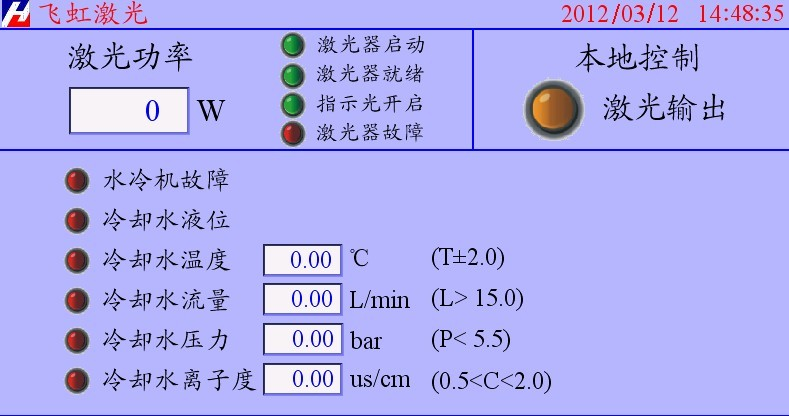 飞虹激光 2012/03/12 14:48:35
激光功率
0 W
激光器启动
激光器就绪
指示光开启
激光器故障
本地控制
激光输出
水冷机故障
冷却水液位
冷却水温度 0.00 ℃ (T±2.0)
冷却水流量 0.00 L/min (L> 15.0)
冷却水压力 0.00 bar (P< 5.5)
冷却水离子度 0.00 us/cm (0.5<C<2.0)